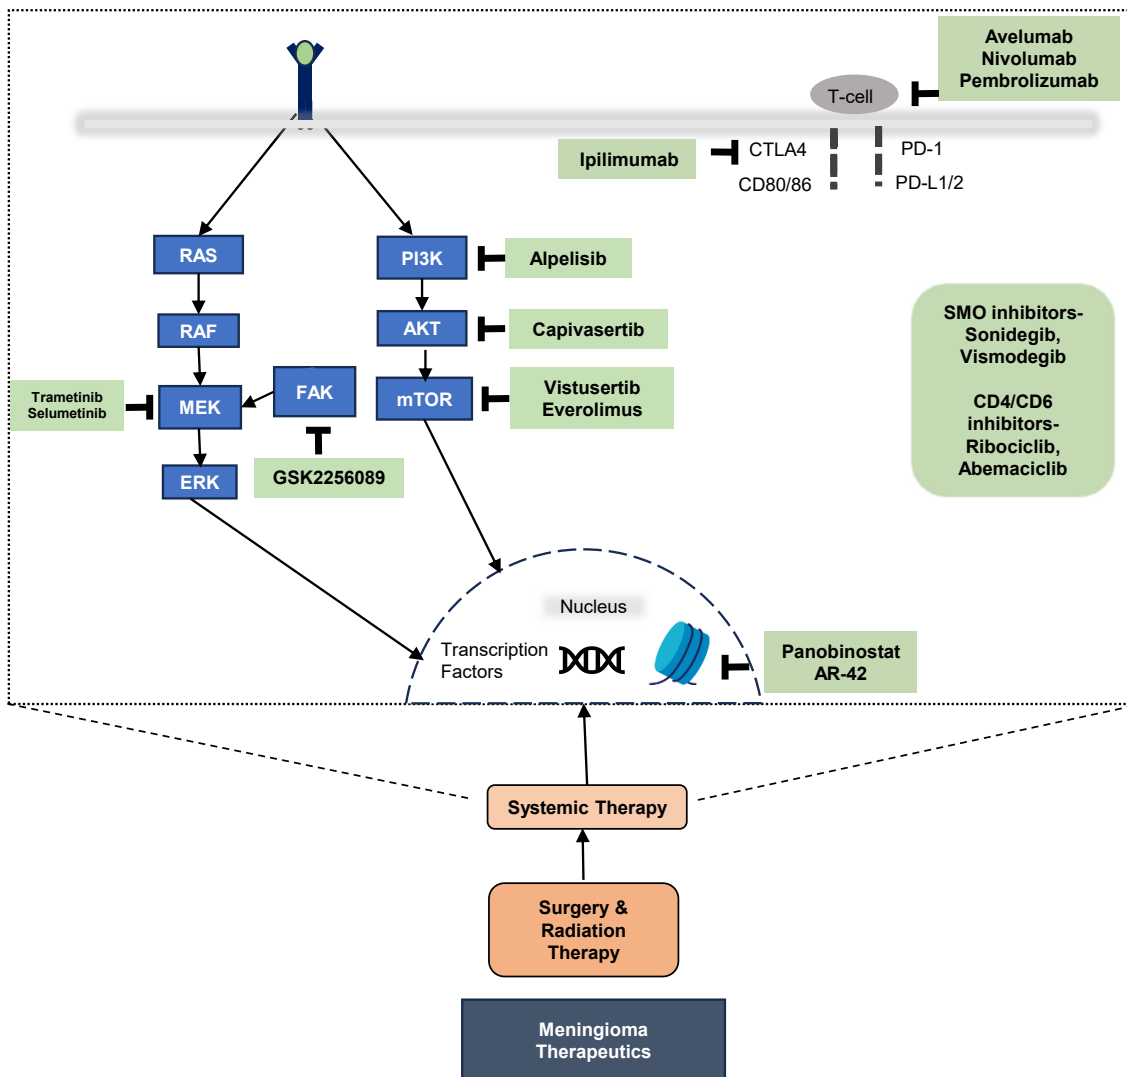 Avelumab
Nivolumab
Pembrolizumab
T-cell
Ipilimumab
CTLA4
PD-1
CD80/86
PD-L1/2
RAS
PI3K
Alpelisib
RAF
AKT
Capivasertib
SMO inhibitors-
Sonidegib,
Vismodegib
CD4/CD6
inhibitors-
Ribociclib,
Abemaciclib
Trametinib
Selumetinib
MEK
FAK
mTOR
Vistusertib
Everolimus
ERK
GSK2256089
Nucleus
Transcription
Factors
Panobinostat
AR-42
Systemic Therapy
Surgery &
Radiation
Therapy
Meningioma
Therapeutics